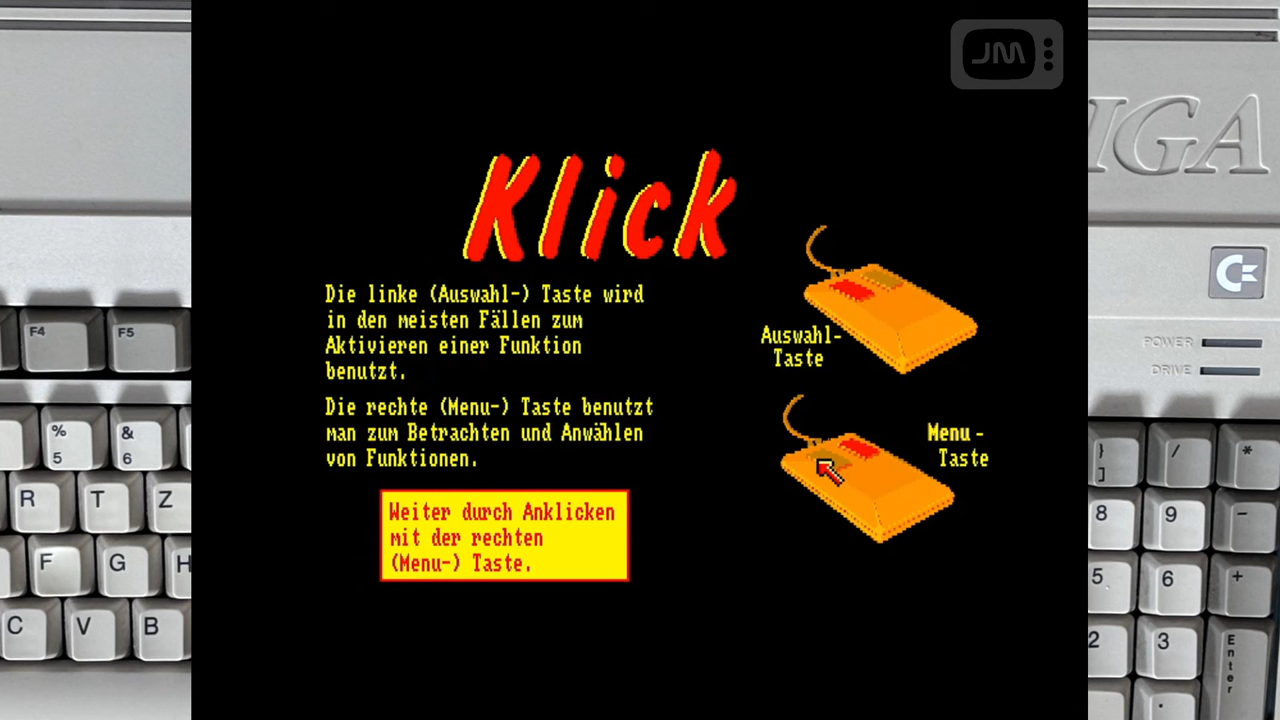 JM
Klick
Die linke (Auswahl-) Taste wird
in den meisten Fällen zum
Aktivieren einer Funktion
benutzt.
Die rechte (Menu-) Taste benutzt
man zum Betrachten und Anwählen
von Funktionen.
Weiter durch Anklicken
mit der rechten
(Menu-) Taste.
Auswahl-
Taste
Menu -
Taste
F4
F5
%
5
&
6
R
T
Z
F
G
H
C
V
B
IGA
POWER
DRIVE
}
]
/
*
8
9
-
5
6
+
2
3
Enter
.